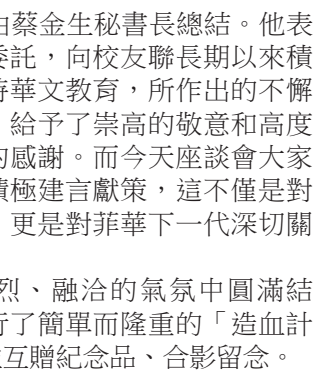 由蔡金生秘書長總結。他表
委託，向校友聯長期以來積
持華文教育，所作出的不懈
，給予了崇高的敬意和高度
的感謝。而今天座談會大家
積極建言獻策，這不僅是對
，更是對菲華下一代深切關
烈、融洽的氣氛中圓滿結
行了簡單而隆重的「造血計
互贈紀念品、合影留念。